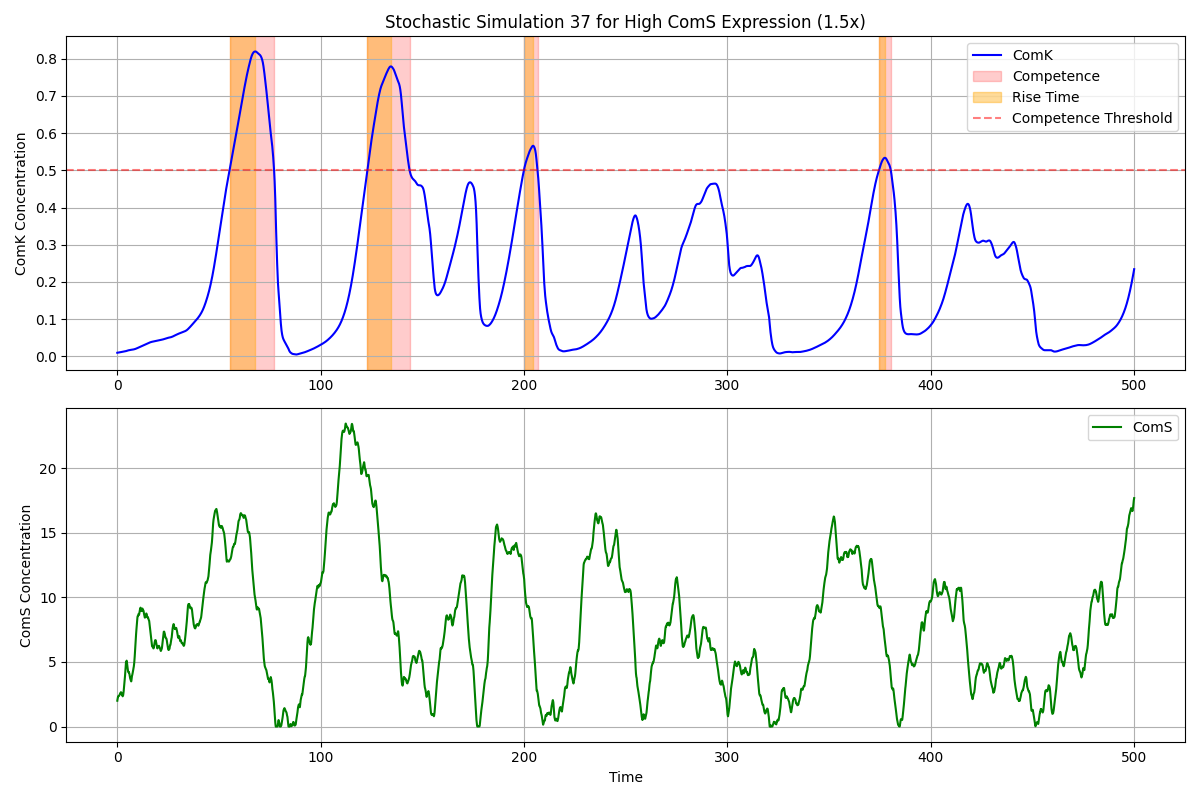 Stochastic Simulation 37 for High ComS Expression (1.5x)
ComK Concentration
0.8
0.7
0.6
0.5
0.4
0.3
0.2
0.1
0.0
ComK
Competence
Rise Time
Competence Threshold
0 100 200 300 400 500
ComS Concentration
20
15
10
5
0
ComS
0 100 200 300 400 500
Time